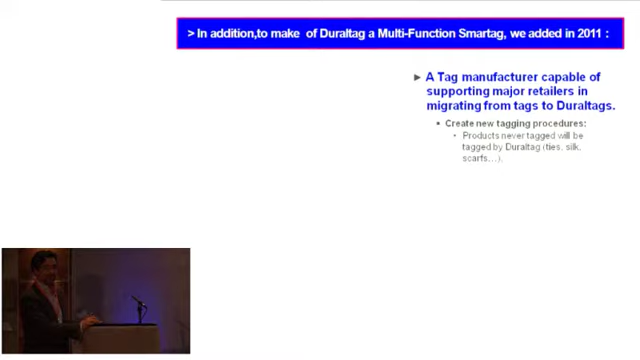 > In addition,to make of Duraltag a Multi-Function Smartag, we added in 2011 :
► A Tag manufacturer capable of
supporting major retailers in
migrating from tags to Duraltags.
▪ Create new tagging procedures:
• Products never tagged will be
tagged by Duraltag (ties, silk,
scarfs...).